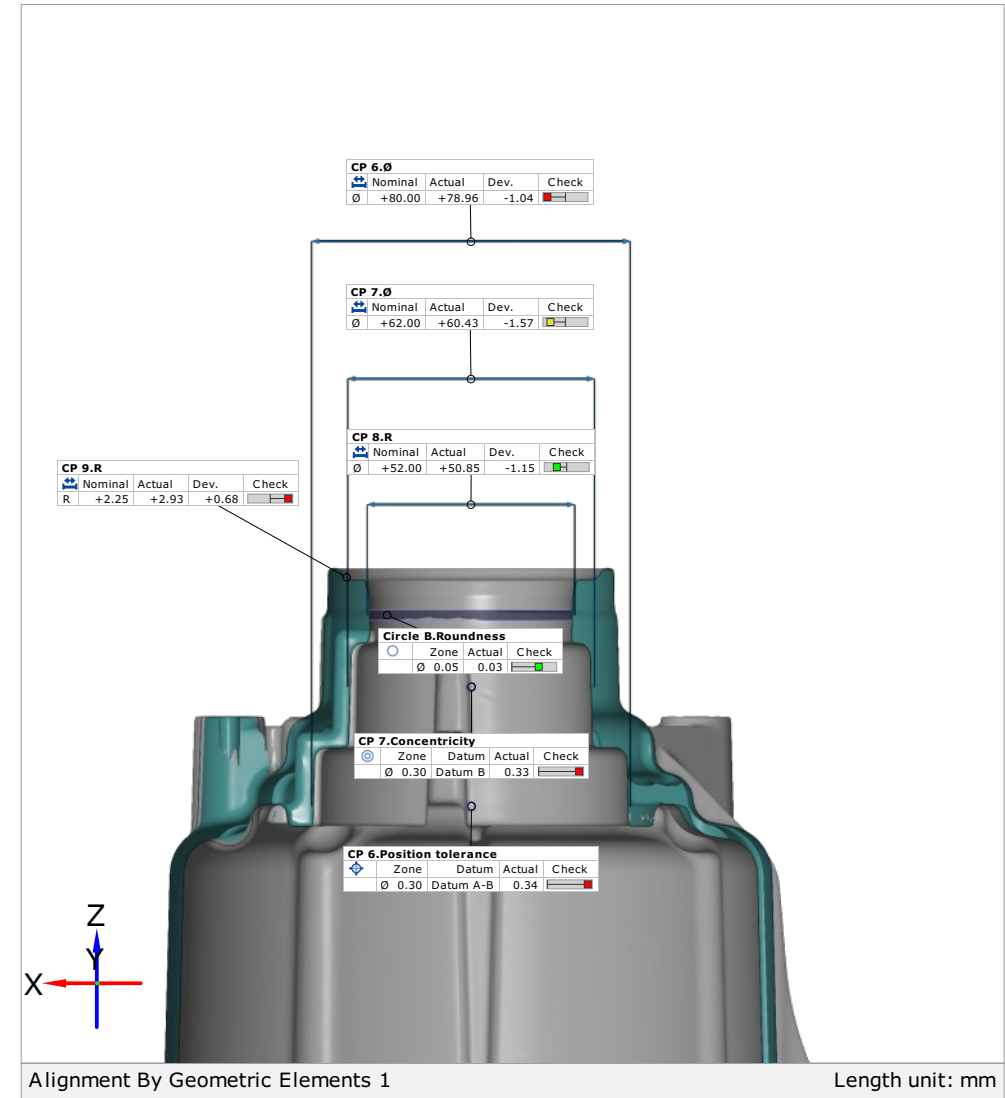 CP 6.Ø
Nominal Actual Dev. Check
Ø +80.00 +78.96 -1.04
CP 7.Ø
Nominal Actual Dev. Check
Ø +62.00 +60.43 -1.57
CP 8.R
Nominal Actual Dev. Check
Ø +52.00 +50.85 -1.15
CP 9.R
Nominal Actual Dev. Check
R +2.25 +2.93 +0.68
Circle B.Roundness
Zone Actual Check
Ø 0.05 0.03
CP 7.Concentricity
Zone Datum Actual Check
Ø 0.30 Datum B 0.33
CP 6.Position tolerance
Zone Datum Actual Check
Ø 0.30 Datum A-B 0.34
Z
Y
X
Alignment By Geometric Elements 1 Length unit: mm